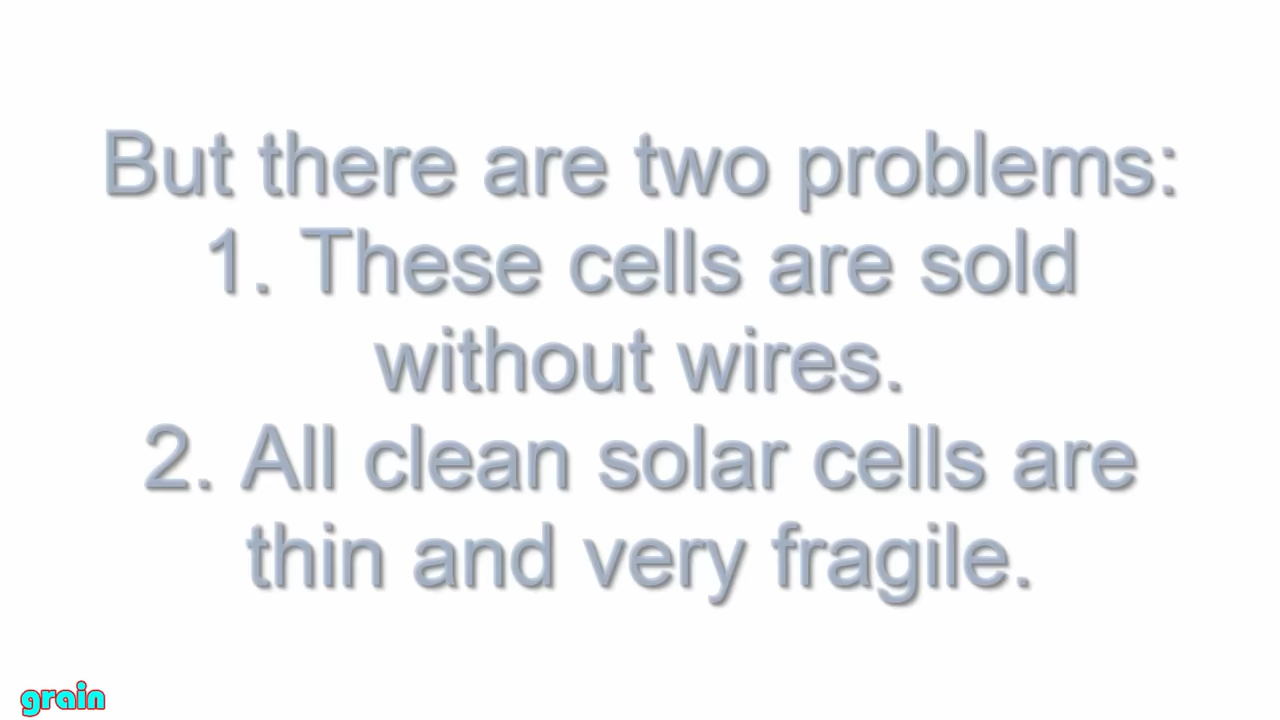 But there are two problems:
1. These cells are sold
without wires.
2. All clean solar cells are
thin and very fragile.
grain